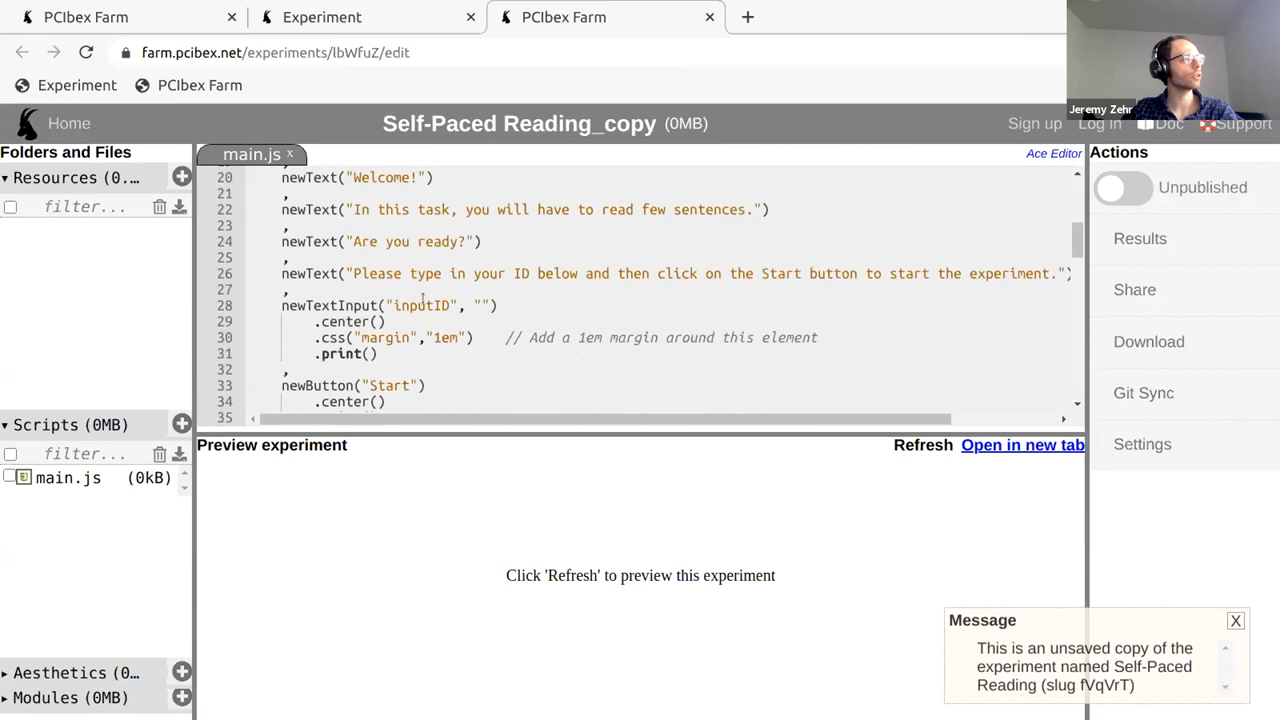 PCIbex Farm x
Experiment x
PCIbex Farm x +
farm.pcibex.net/experiments/lbWfuZ/edit
Experiment PCIbex Farm
Jeremy Zehr
Home
Self-Paced Reading_copy (0MB)
Sign up Log in Doc Support
Folders and Files
main.js x
Ace Editor
Actions
Resources (0...
filter...
20 newText("Welcome!")
21 ,
22 newText("In this task, you will have to read few sentences.")
23 ,
24 newText("Are you ready?")
25 ,
26 newText("Please type in your ID below and then click on the Start button to start the experiment.")
27 ,
28 newTextInput("inputID", "")
29 .center()
30 .css("margin","1em") // Add a 1em margin around this element
31 .print()
32 ,
33 newButton("Start")
34 .center()
35
Unpublished
Results
Share
Download
Git Sync
Settings
Scripts (0MB)
filter...
main.js (0kB)
Aesthetics (0...
Modules (0MB)
Preview experiment
Refresh Open in new tab
Click 'Refresh' to preview this experiment
Message X
This is an unsaved copy of the
experiment named Self-Paced
Reading (slug fVqVrT)